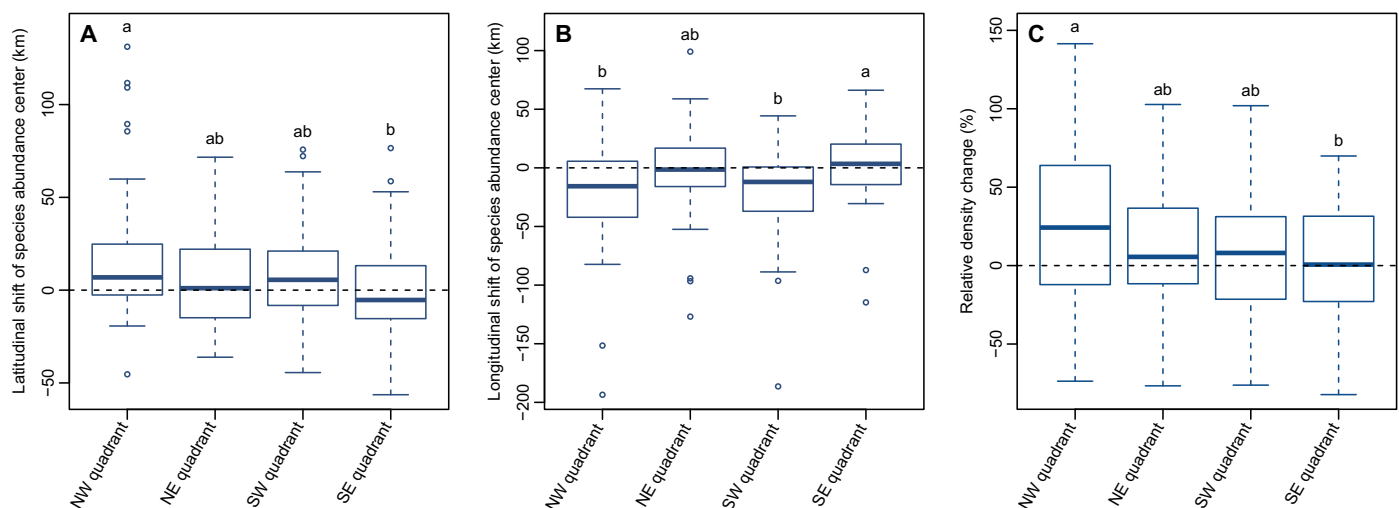 A
Latitudinal shift of species abundance center (km)
100
50
0
−50
a
ab
ab
b
NW quadrant
NE quadrant
SW quadrant
SE quadrant
B
Longitudinal shift of species abundance center (km)
100
50
0
−50
−100
−150
−200
b
ab
b
a
NW quadrant
NE quadrant
SW quadrant
SE quadrant
C
Relative density change (%)
150
100
50
0
−50
a
ab
ab
b
NW quadrant
NE quadrant
SW quadrant
SE quadrant